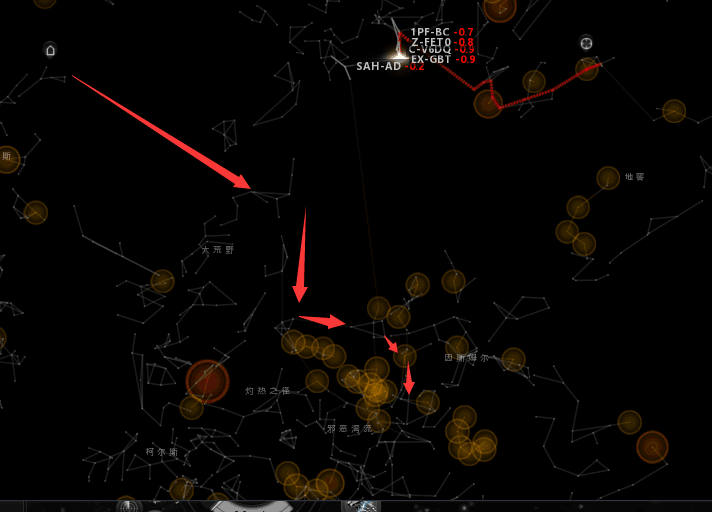 1PF-BC -0.7
Z-FET0 -0.8
C-V6DQ -0.9
EX-GBT -0.9
SAH-AD -0.2
斯
地窖
大荒野
因斯姆尔
灼热之径
邪恶湾流
柯尔斯